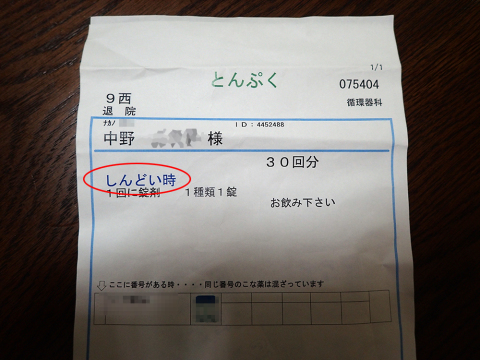 1/1
とんぷく
075404
9西
循環器科
退院
ナカノ
ID:4452488
中野 様
30回分
しんどい時
1回に錠剤 1種類1錠
お飲み下さい
ここに番号がある時・・・・同じ番号のこな薬は混ざっています